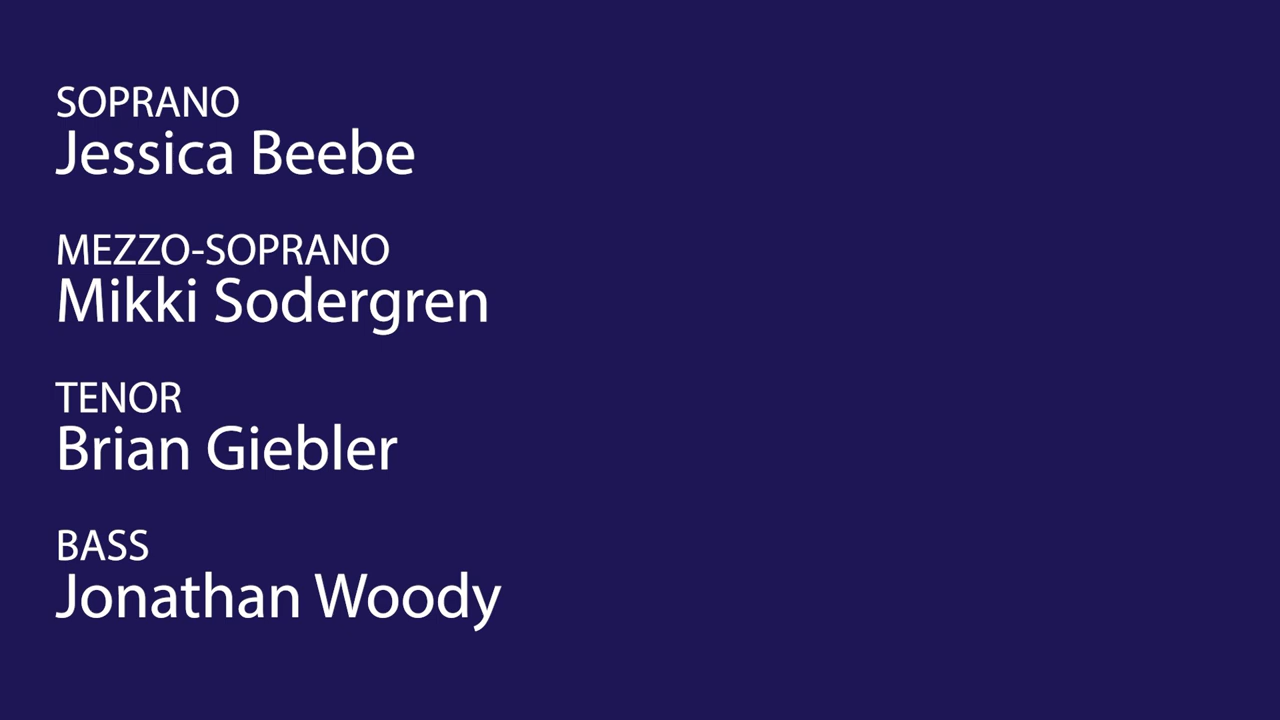 SOPRANO
Jessica Beebe
MEZZO-SOPRANO
Mikki Sodergren
TENOR
Brian Giebler
BASS
Jonathan Woody